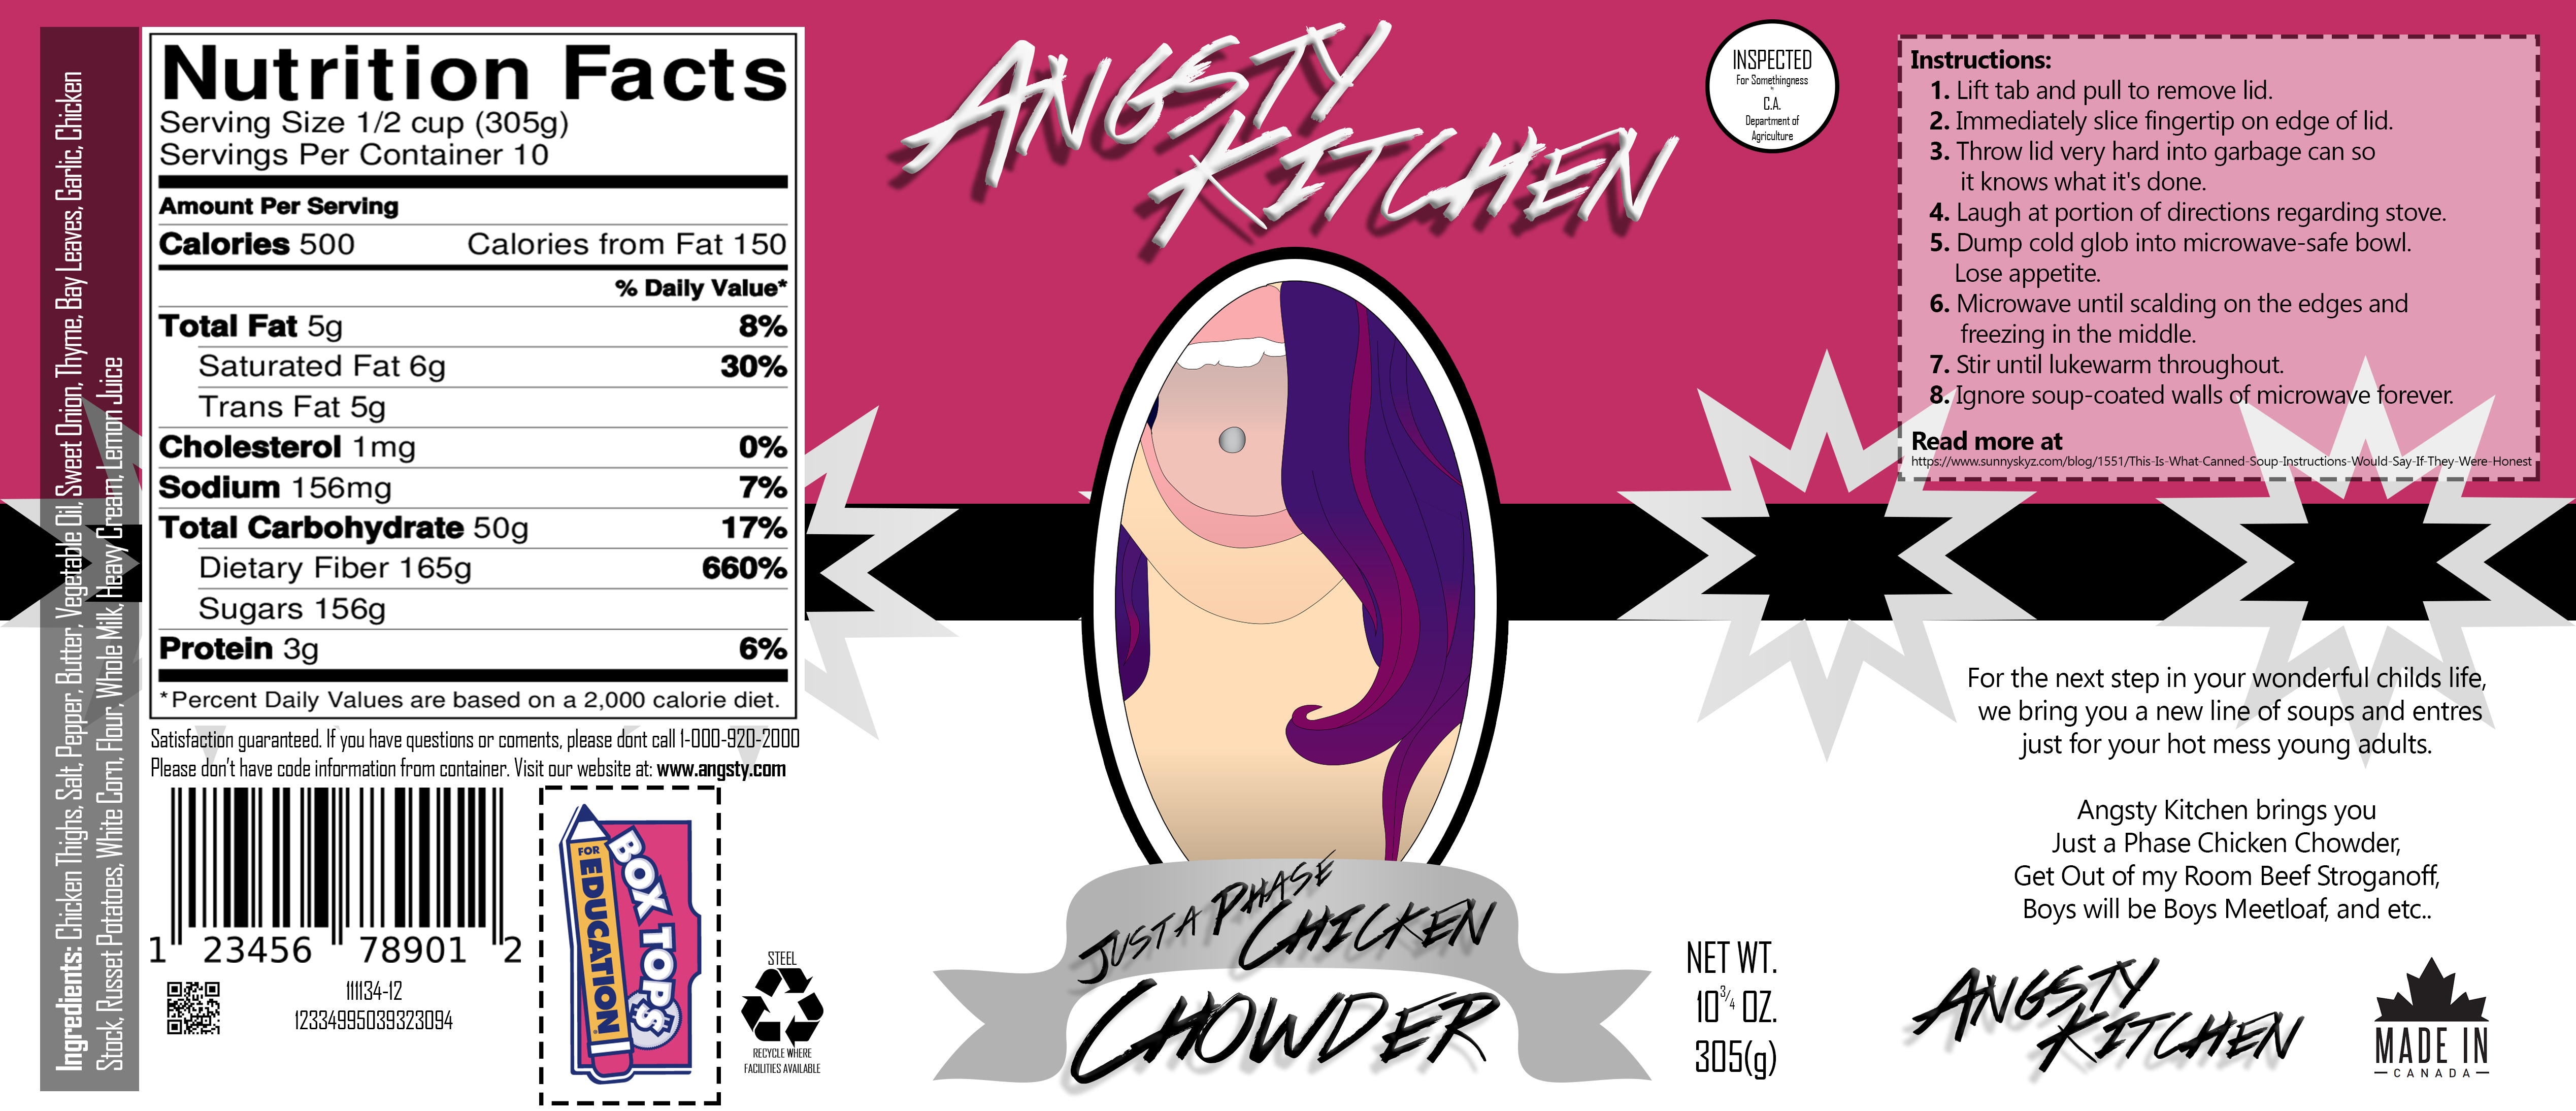 Ingredients: Chicken Thighs, Salt, Pepper, Butter, Vegetable Oil, Sweet Onion, Thyme, Bay Leaves, Garlic, Chicken
Stock, Russet Potatoes, White Corn, Flour, Whole Milk, Heavy Cream, Lemon Juice
Nutrition Facts
Serving Size 1/2 cup (305g)
Servings Per Container 10
Amount Per Serving
Calories 500 Calories from Fat 150
% Daily Value*
Total Fat 5g 8%
Saturated Fat 6g 30%
Trans Fat 5g
Cholesterol 1mg 0%
Sodium 156mg 7%
Total Carbohydrate 50g 17%
Dietary Fiber 165g 660%
Sugars 156g
Protein 3g 6%
*Percent Daily Values are based on a 2,000 calorie diet.
Satisfaction guaranteed. If you have questions or coments, please dont call 1-000-920-2000
Please don't have code information from container. Visit our website at: www.angsty.com
1 23456 78901 2
111134-12
12334995039323094
BOX TOPS
FOR EDUCATION
STEEL
RECYCLE WHERE
FACILITIES AVAILABLE
ANGSTY
KITCHEN
JUST A PHASE
CHICKEN
CHOWDER
INSPECTED
For Somethingness
C.A.
Department of
Agriculture
NET WT.
10 3/4 OZ.
305(g)
Instructions:
1. Lift tab and pull to remove lid.
2. Immediately slice fingertip on edge of lid.
3. Throw lid very hard into garbage can so
it knows what it's done.
4. Laugh at portion of directions regarding stove.
5. Dump cold glob into microwave-safe bowl.
Lose appetite.
6. Microwave until scalding on the edges and
freezing in the middle.
7. Stir until lukewarm throughout.
8. Ignore soup-coated walls of microwave forever.
Read more at
https://www.sunnyskyz.com/blog/1551/This-Is-What-Canned-Soup-Instructions-Would-Say-If-They-Were-Honest
For the next step in your wonderful childs life,
we bring you a new line of soups and entres
just for your hot mess young adults.
Angsty Kitchen brings you
Just a Phase Chicken Chowder,
Get Out of my Room Beef Stroganoff,
Boys will be Boys Meetloaf, and etc..
ANGSTY
KITCHEN
MADE IN
CANADA